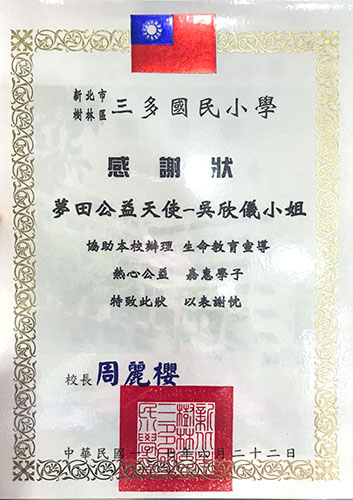 新北市
樹林區 三多國民小學
感謝狀
夢田公益天使-吳欣儀小姐
協助本校辦理 生命教育宣導
熱心公益 嘉惠學子
特致此狀 以表謝忱
校長 周麗櫻
中華民國一 七年 月二十二日